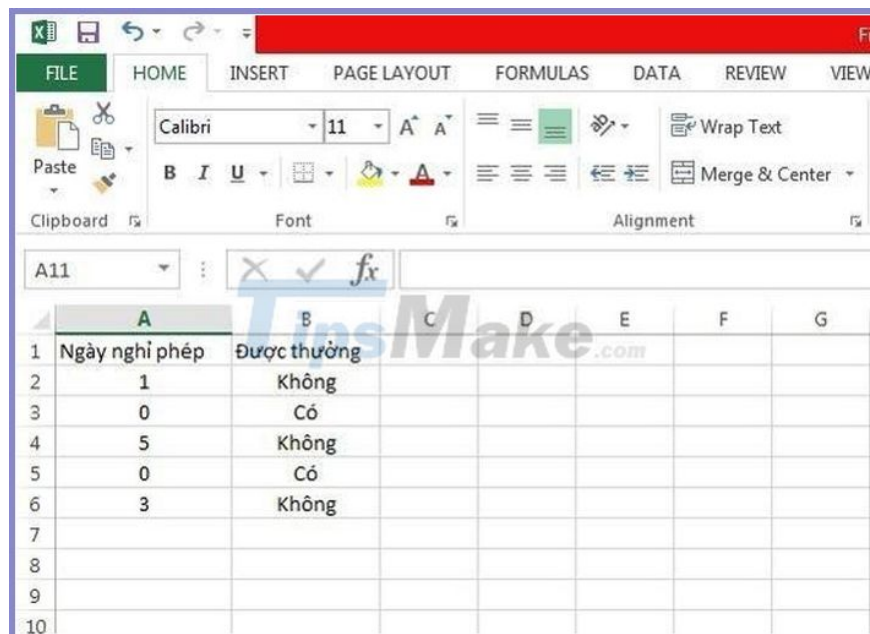 FI
FILE HOME INSERT PAGE LAYOUT FORMULAS DATA REVIEW VIEW
Paste
Calibri 11 A A Wrap Text
B I U A Merge & Center
Clipboard Font Alignment
A11 fx
TipsMake.com
A B C D E F G
1 Ngày nghỉ phép Được thưởng
2 1 Không
3 0 Có
4 5 Không
5 0 Có
6 3 Không
7
8
9
10